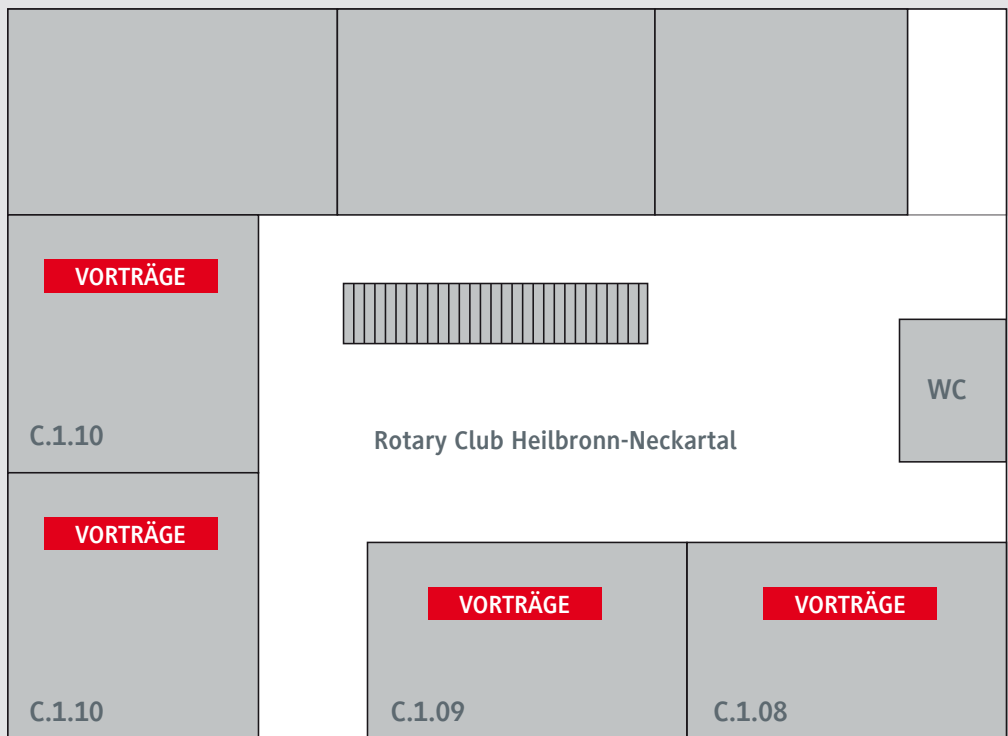 VORTRÄGE
C.1.10
WC
Rotary Club Heilbronn-Neckartal
VORTRÄGE
C.1.10
VORTRÄGE
C.1.09
VORTRÄGE
C.1.08